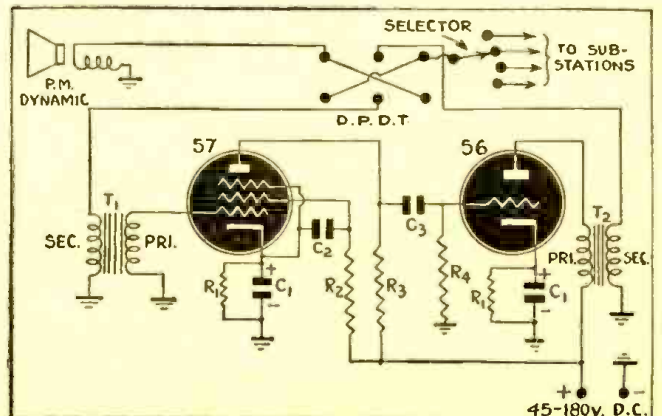 SELECTOR
TO SUB-
STATIONS
P.M.
DYNAMIC
D.P.D.T.
57
56
T1
SEC.
PRI.
R1
C1
C2
R2
R3
C3
R4
R1
C1
T2
PRI.
SEC.
+
-
+
-
+
-
45-180V. D.C.